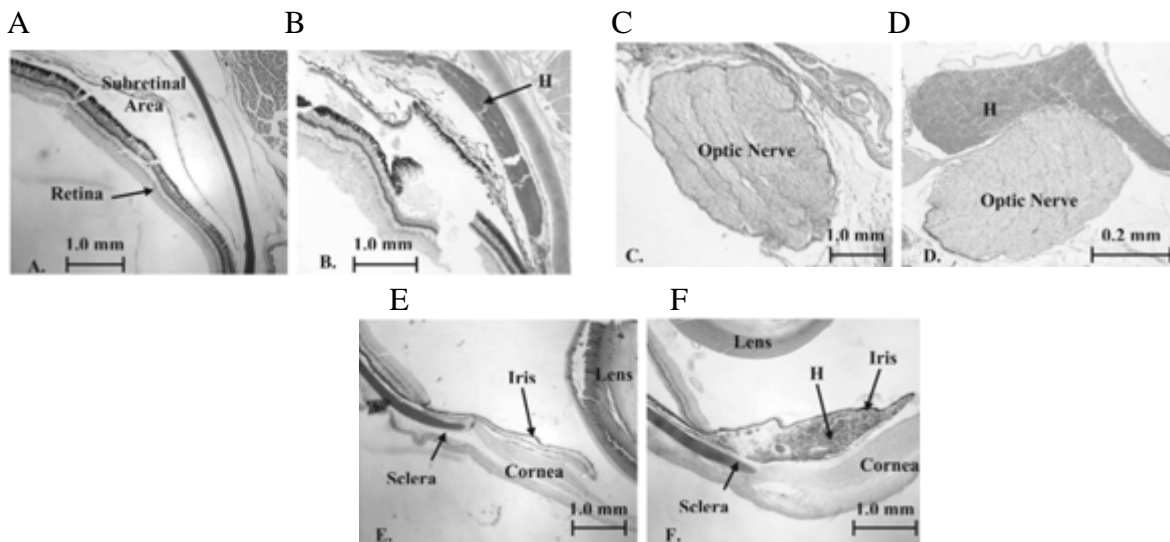 A
B
C
D
Subretinal
Area
Retina
1.0 mm
A.
H
1.0 mm
B.
Optic Nerve
1.0 mm
C.
H
Optic Nerve
0.2 mm
D.
E
F
Iris
Lens
Sclera
Cornea
1.0 mm
E.
Lens
Iris
H
Cornea
Sclera
1.0 mm
F.